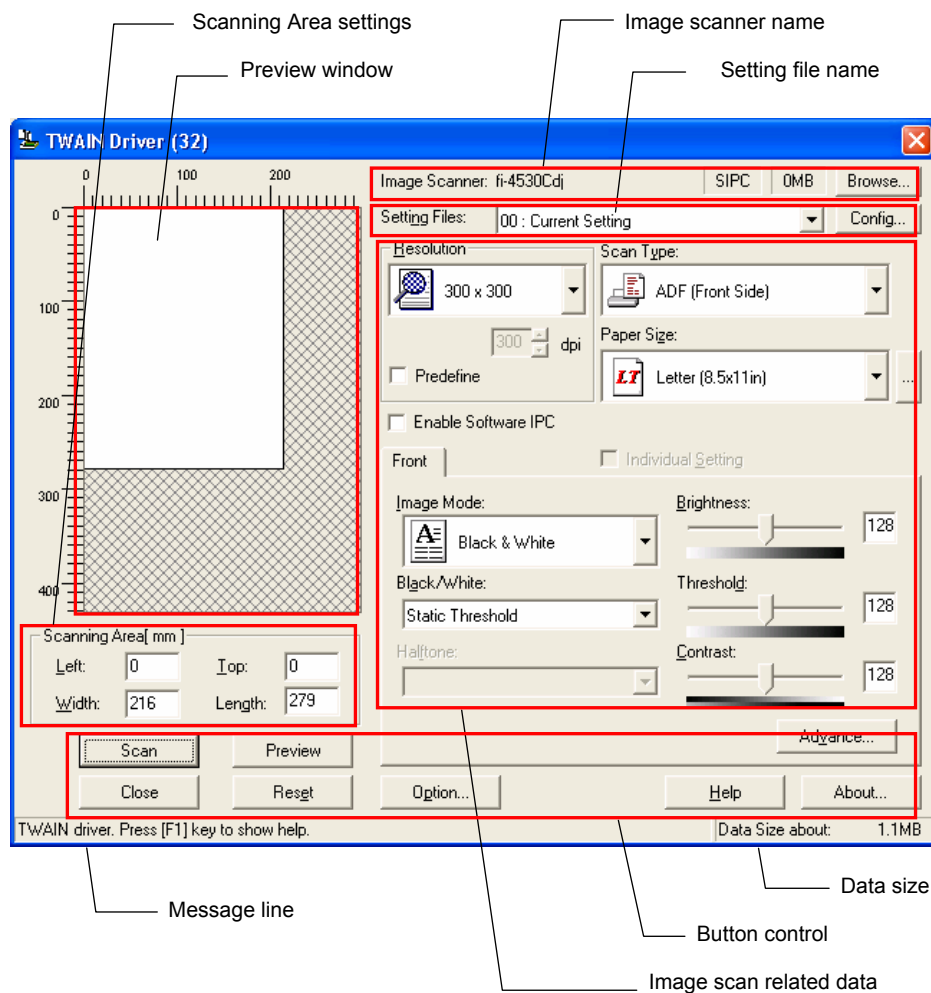 Scanning Area settings
Image scanner name
Preview window
Setting file name
TWAIN Driver (32)
0 100 200
Image Scanner: fi-4530Cdj SIPC 0MB Browse...
0
Setting Files: 00 : Current Setting Config...
Resolution
Scan Type:
300 x 300
ADF (Front Side)
100
300 dpi
Paper Size:
Predefine
LT Letter (8.5x11in) ...
200
Enable Software IPC
Front
Individual Setting
300
Image Mode:
Brightness:
A Black & White
128
Black/White:
Threshold:
400
Static Threshold
128
Scanning Area[ mm ]
Halftone:
Contrast:
Left: 0 Top: 0
128
Width: 216 Length: 279
Advance...
Scan Preview
Close Reset Option... Help About...
TWAIN driver. Press [F1] key to show help. Data Size about: 1.1MB
Data size
Message line
Button control
Image scan related data